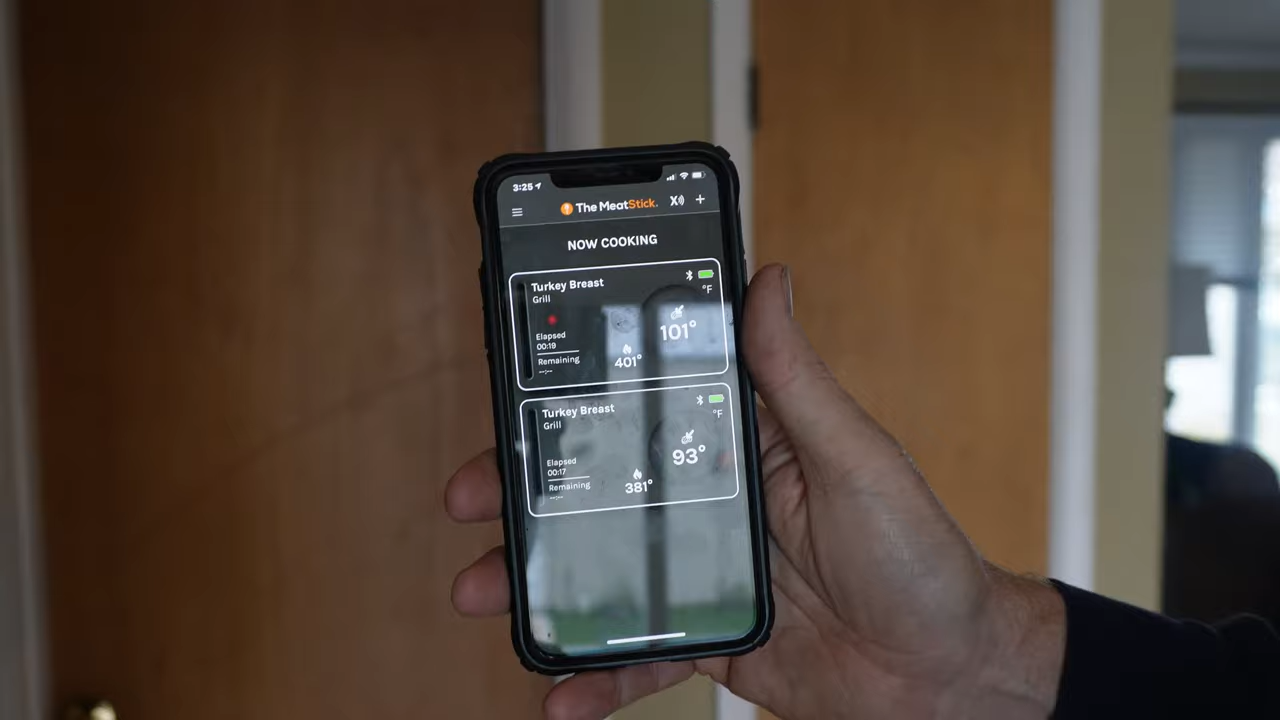 3:25
The MeatStick.
NOW COOKING
Turkey Breast
Grill
°F
101°
Elapsed
00:19
401°
Remaining
--:--
Turkey Breast
Grill
°F
93°
Elapsed
00:17
381°
Remaining
--:--